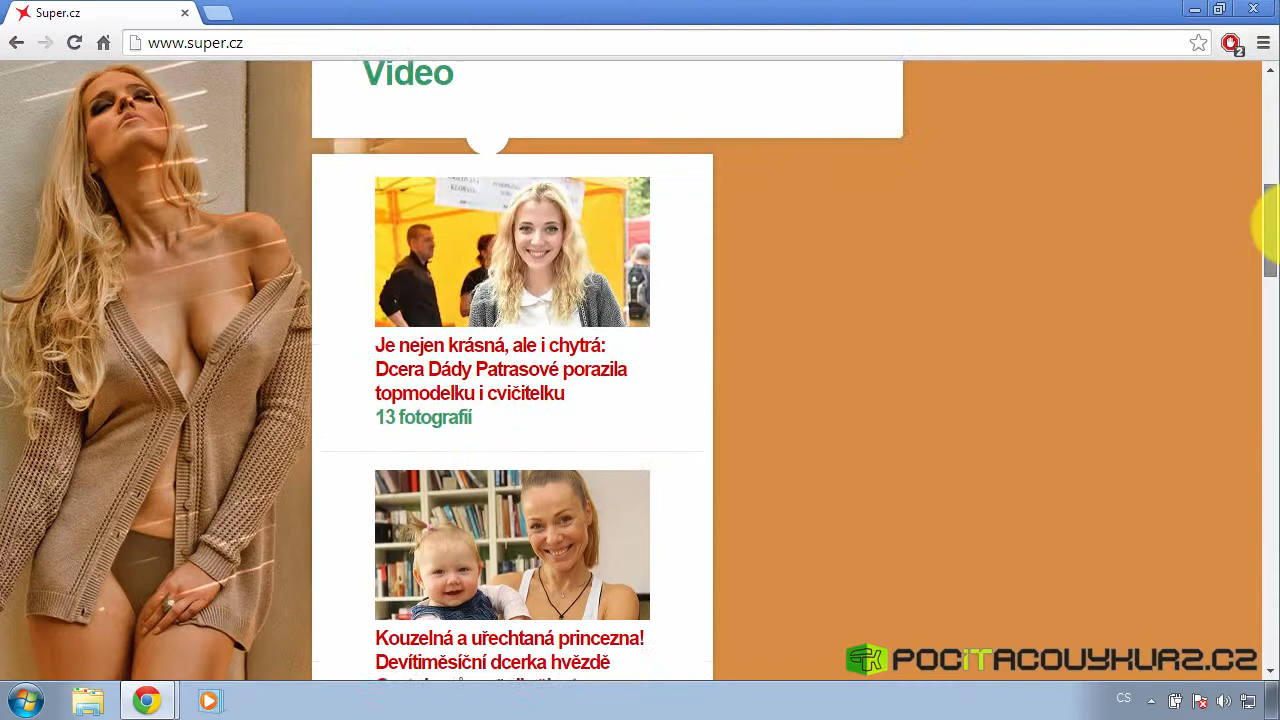 Super.cz
www.super.cz
2
Video
Je nejen krásná, ale i chytrá:
Dcera Dády Patrasové porazila
topmodelku i cvičitelku
13 fotografií
Kouzelná a uřechtaná princezna!
Devítiměsíční dcerka hvězdě
POCITACOVYKURZ.CZ
CS